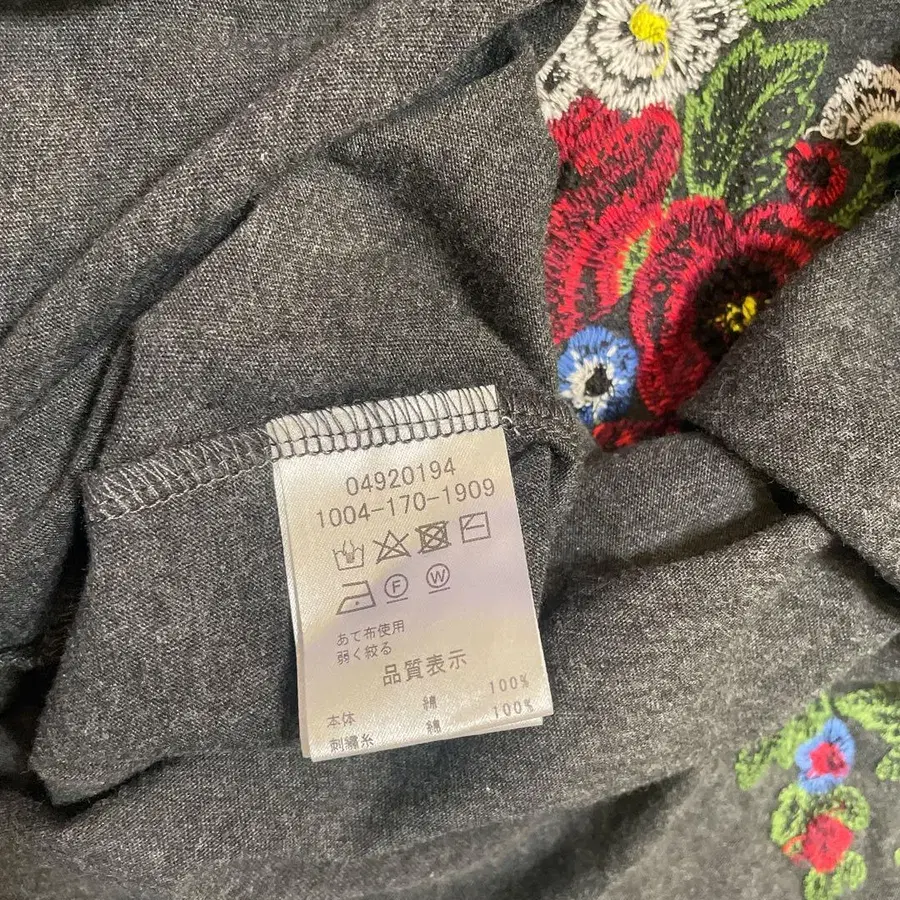 04920194
1004-170-1909
F W
あて布使用
弱く絞る
品質表示
本体 綿 100%
刺繍糸 綿 100%